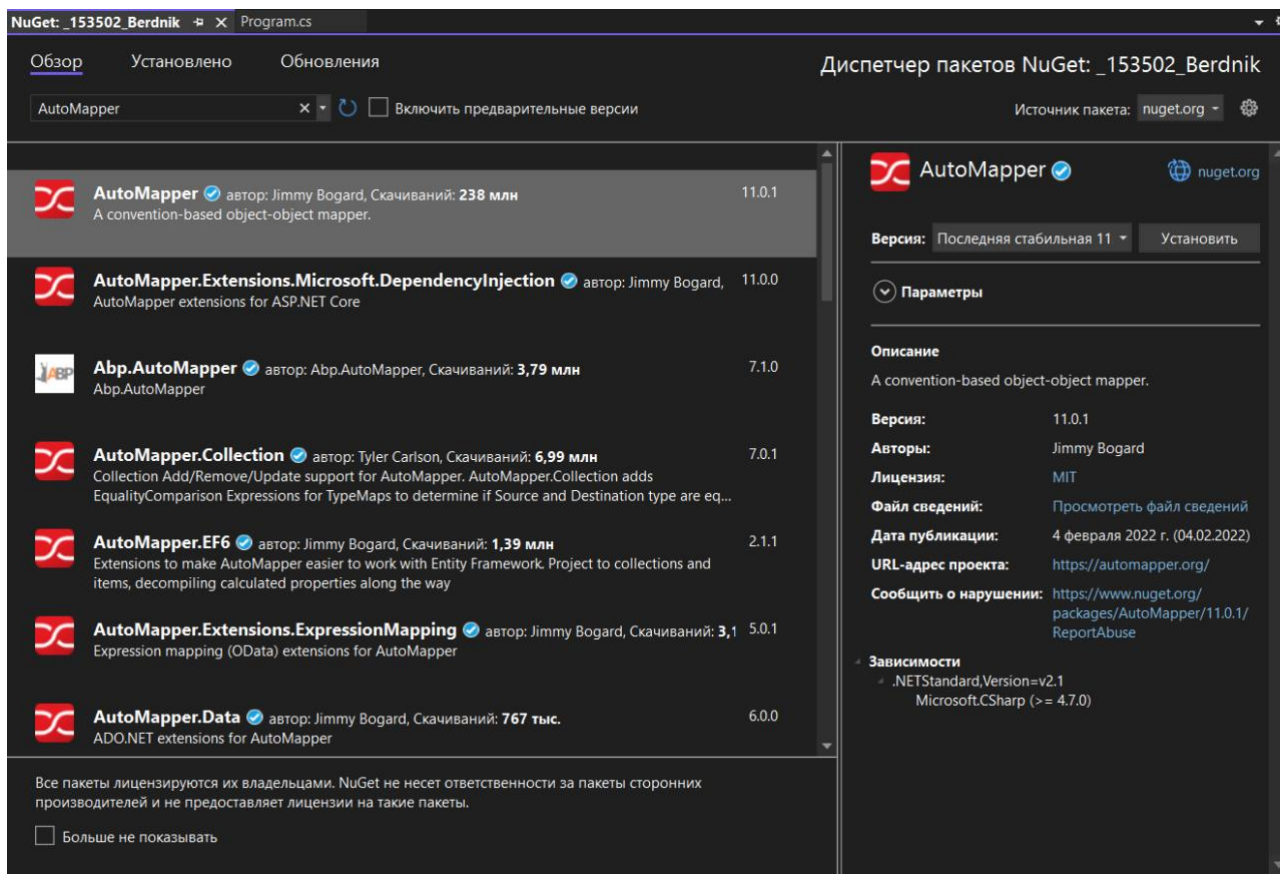 NuGet: _153502_Berdnik
Program.cs
Обзор
Установлено
Обновления
Диспетчер пакетов NuGet: _153502_Berdnik
AutoMapper
Включить предварительные версии
Источник пакета: nuget.org
AutoMapper автор: Jimmy Bogard, Скачиваний: 238 млн
11.0.1
A convention-based object-object mapper.
AutoMapper.Extensions.Microsoft.DependencyInjection автор: Jimmy Bogard,
11.0.0
AutoMapper extensions for ASP.NET Core
ABP
Abp.AutoMapper автор: Abp.AutoMapper, Скачиваний: 3,79 млн
7.1.0
Abp.AutoMapper
AutoMapper.Collection автор: Tyler Carlson, Скачиваний: 6,99 млн
7.0.1
Collection Add/Remove/Update support for AutoMapper. AutoMapper.Collection adds
EqualityComparison Expressions for TypeMaps to determine if Source and Destination type are eq...
AutoMapper.EF6 автор: Jimmy Bogard, Скачиваний: 1,39 млн
2.1.1
Extensions to make AutoMapper easier to work with Entity Framework. Project to collections and
items, decompiling calculated properties along the way
AutoMapper.Extensions.ExpressionMapping автор: Jimmy Bogard, Скачиваний: 3,1
5.0.1
Expression mapping (OData) extensions for AutoMapper
AutoMapper.Data автор: Jimmy Bogard, Скачиваний: 767 тыс.
6.0.0
ADO.NET extensions for AutoMapper
Все пакеты лицензируются их владельцами. NuGet не несет ответственности за пакеты сторонних
производителей и не предоставляет лицензии на такие пакеты.
Больше не показывать
AutoMapper
nuget.org
Версия: Последняя стабильная 11
Установить
Параметры
Описание
A convention-based object-object mapper.
Версия: 11.0.1
Авторы: Jimmy Bogard
Лицензия: MIT
Файл сведений: Просмотреть файл сведений
Дата публикации: 4 февраля 2022 г. (04.02.2022)
URL-адрес проекта: https://automapper.org/
Сообщить о нарушении: https://www.nuget.org/
packages/AutoMapper/11.0.1/
ReportAbuse
Зависимости
.NETStandard,Version=v2.1
Microsoft.CSharp (>= 4.7.0)